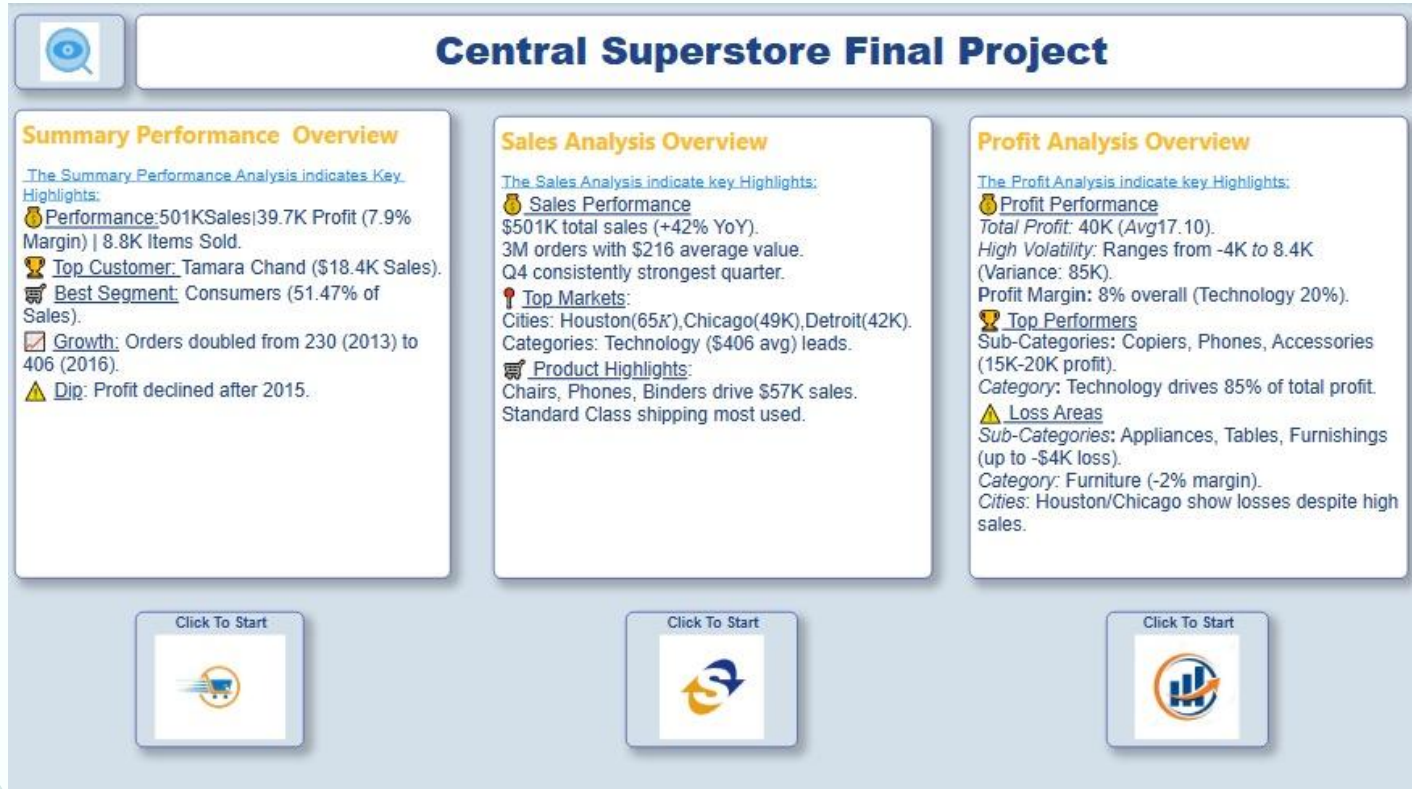 Central Superstore Final Project
Summary Performance Overview
The Summary Performance Analysis indicates Key
Highlights:
💰Performance:501KSales|39.7K Profit (7.9%
Margin) | 8.8K Items Sold.
🏆 Top Customer: Tamara Chand ($18.4K Sales).
🛒 Best Segment: Consumers (51.47% of
Sales).
📈 Growth: Orders doubled from 230 (2013) to
406 (2016).
⚠ Dip: Profit declined after 2015.
Click To Start
Sales Analysis Overview
The Sales Analysis indicate key Highlights:
💰 Sales Performance
$501K total sales (+42% YoY).
3M orders with $216 average value.
Q4 consistently strongest quarter.
📍 Top Markets:
Cities: Houston(65𝐾),Chicago(49K),Detroit(42K).
Categories: Technology ($406 avg) leads.
🛒 Product Highlights:
Chairs, Phones, Binders drive $57K sales.
Standard Class shipping most used.
Click To Start
Profit Analysis Overview
The Profit Analysis indicate key Highlights:
💰Profit Performance
Total Profit: 40K (Avg17.10).
High Volatility: Ranges from -4K to 8.4K
(Variance: 85K).
Profit Margin: 8% overall (Technology 20%).
🏆 Top Performers
Sub-Categories: Copiers, Phones, Accessories
(15K-20K profit).
Category: Technology drives 85% of total profit.
⚠ Loss Areas
Sub-Categories: Appliances, Tables, Furnishings
(up to -$4K loss).
Category: Furniture (-2% margin).
Cities: Houston/Chicago show losses despite high
sales.
Click To Start